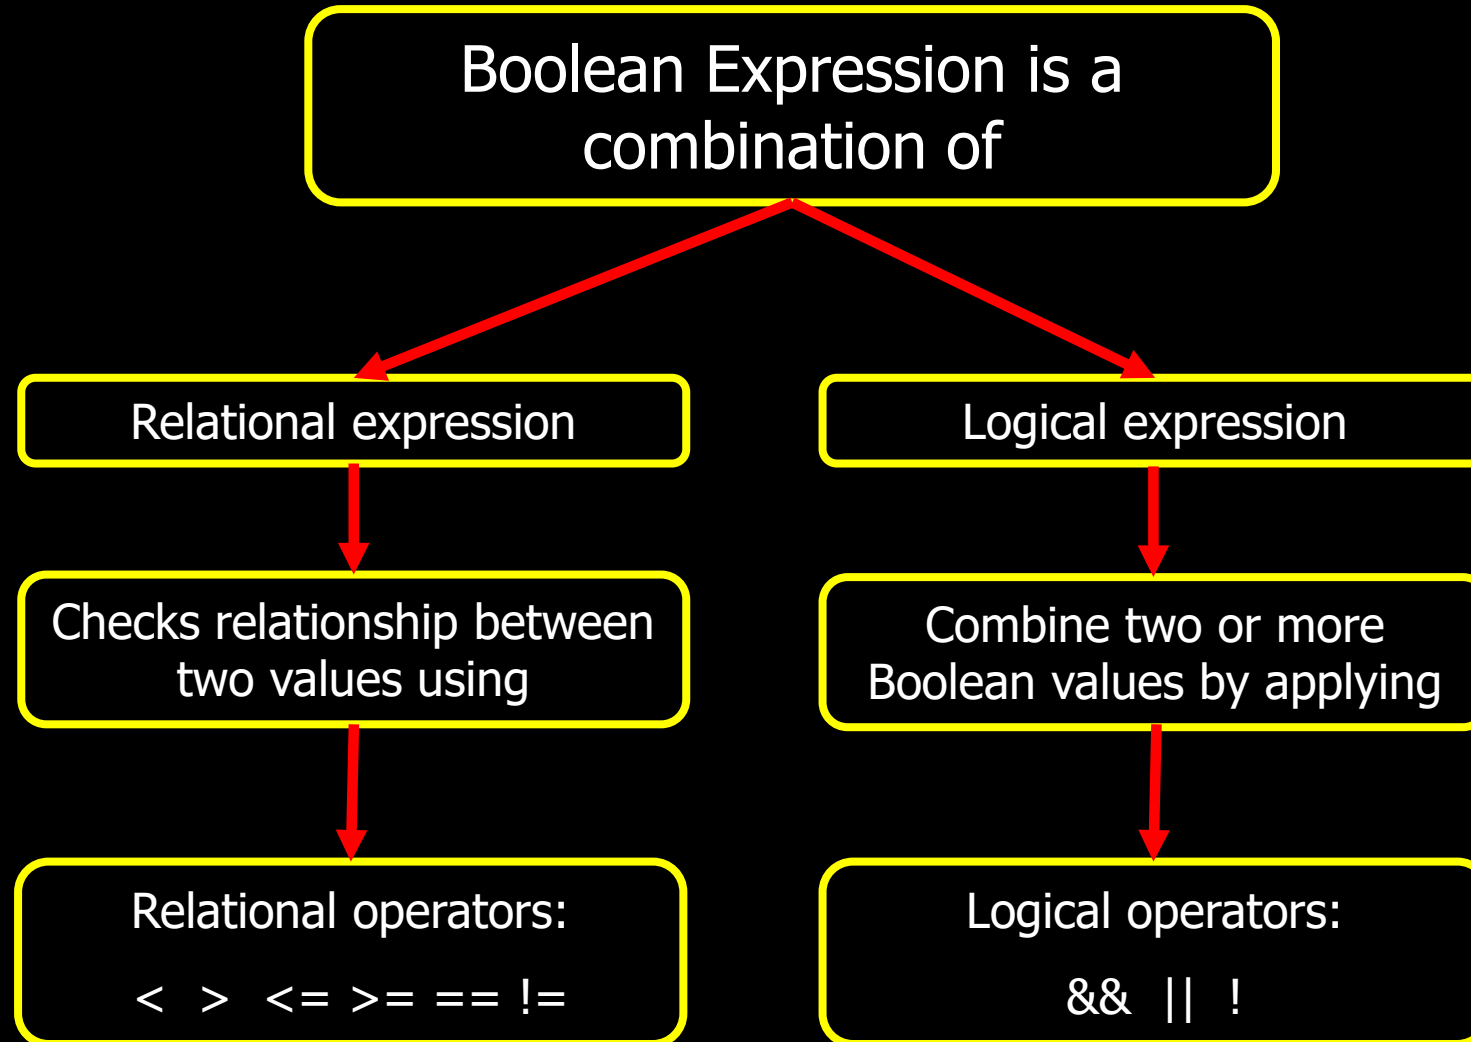 Boolean Expression is a
combination of
Relational expression
Logical expression
Checks relationship between
two values using
Combine two or more
Boolean values by applying
Relational operators:
< > <= >= == !=
Logical operators:
&& || !